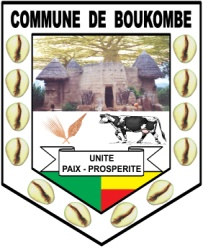 COMMUNE DE BOUKOMBE
UNITE
PAIX - PROSPERITE